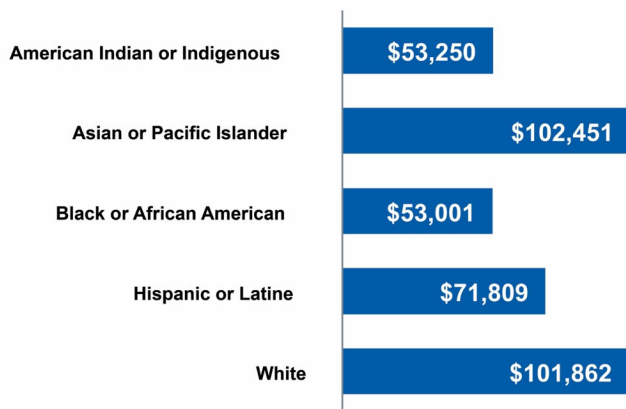 American Indian or Indigenous $53,250
Asian or Pacific Islander $102,451
Black or African American $53,001
Hispanic or Latine $71,809
White $101,862